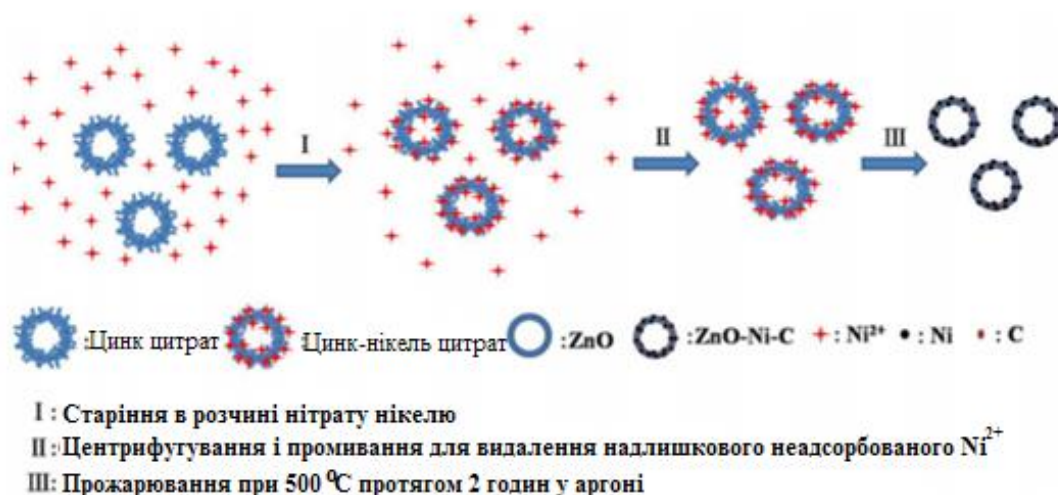 I II III
:Цинк цитрат :Цинк-нікель цитрат : ZnO : ZnO-Ni-C : Ni²⁺ : Ni : C
I : Старіння в розчині нітрату нікелю
II : Центрифугування і промивання для видалення надлишкового неадсорбованого Ni²⁺
III: Прожарювання при 500 ⁰С протягом 2 годин у аргоні